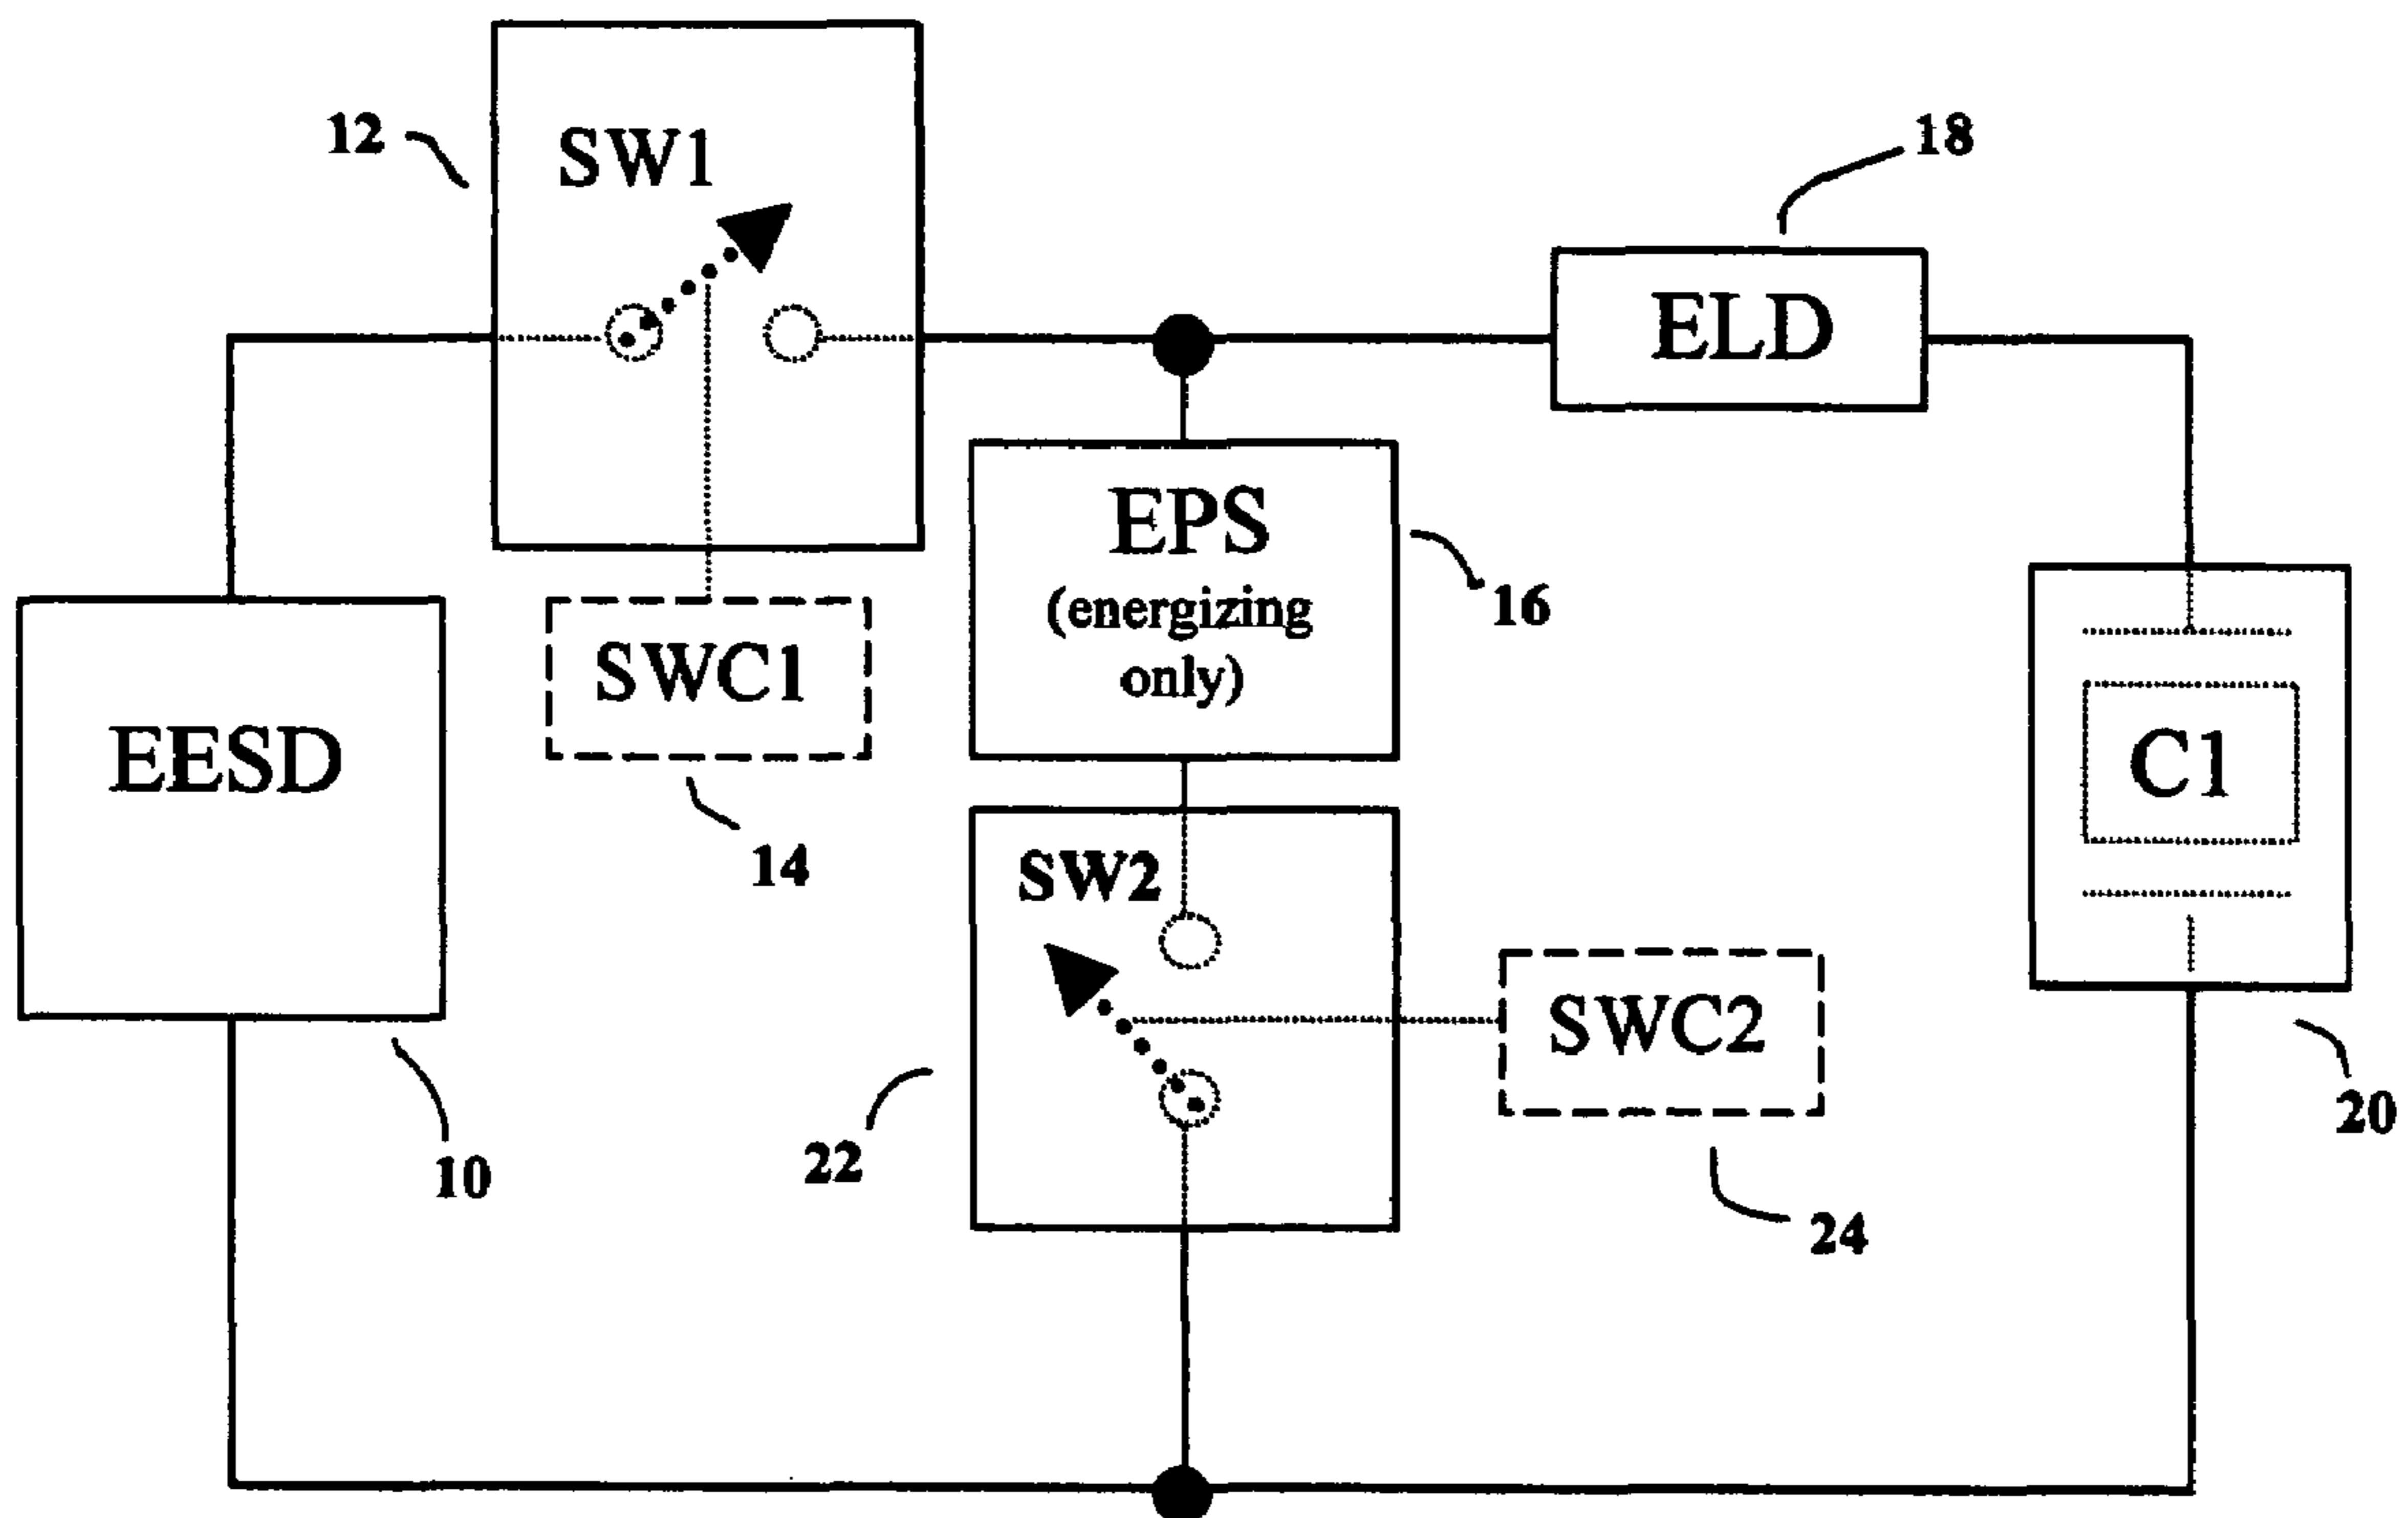 12
SW1
18
ELD
EPS
(energizing
only)
16
SWC1
14
EESD
10
C1
20
SW2
22
SWC2
24